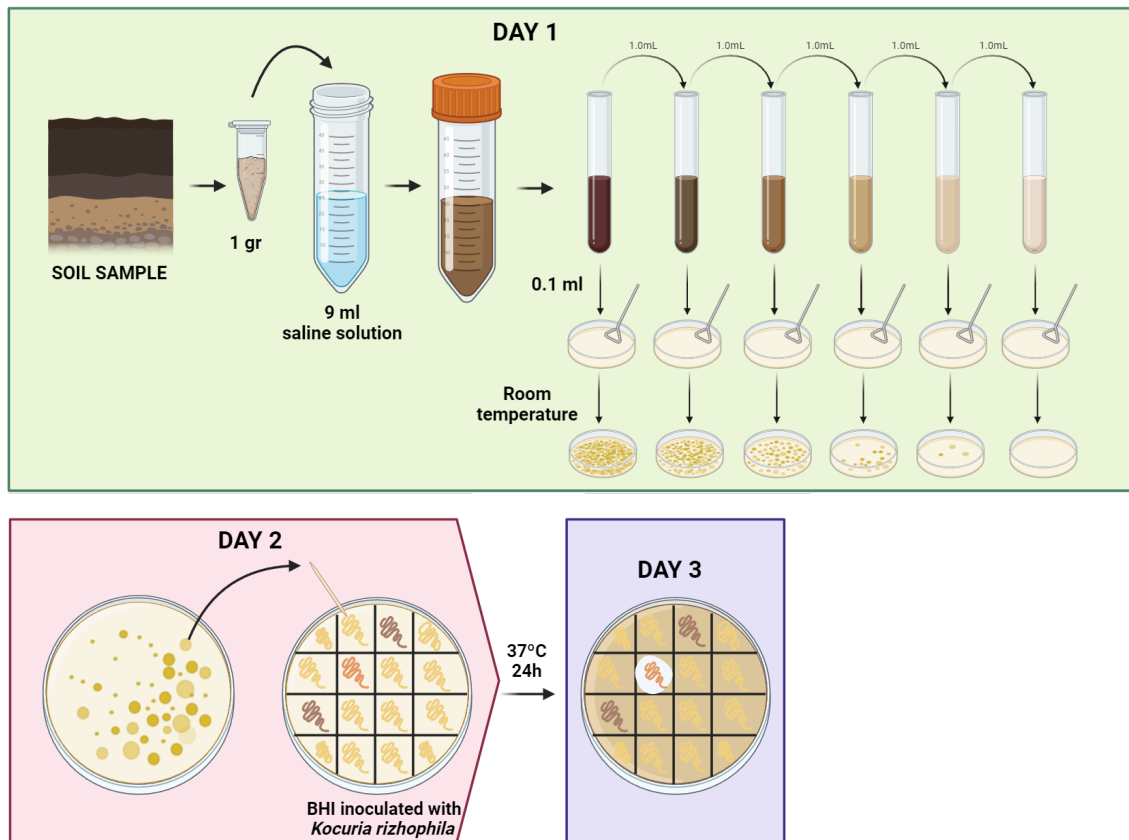 DAY 1
1.0mL
1.0mL
1.0mL
1.0mL
1.0mL
SOIL SAMPLE
1 gr
9 ml
saline solution
0.1 ml
Room
temperature
DAY 2
BHI inoculated with
Kocuria rizhophila
37ºC
24h
DAY 3